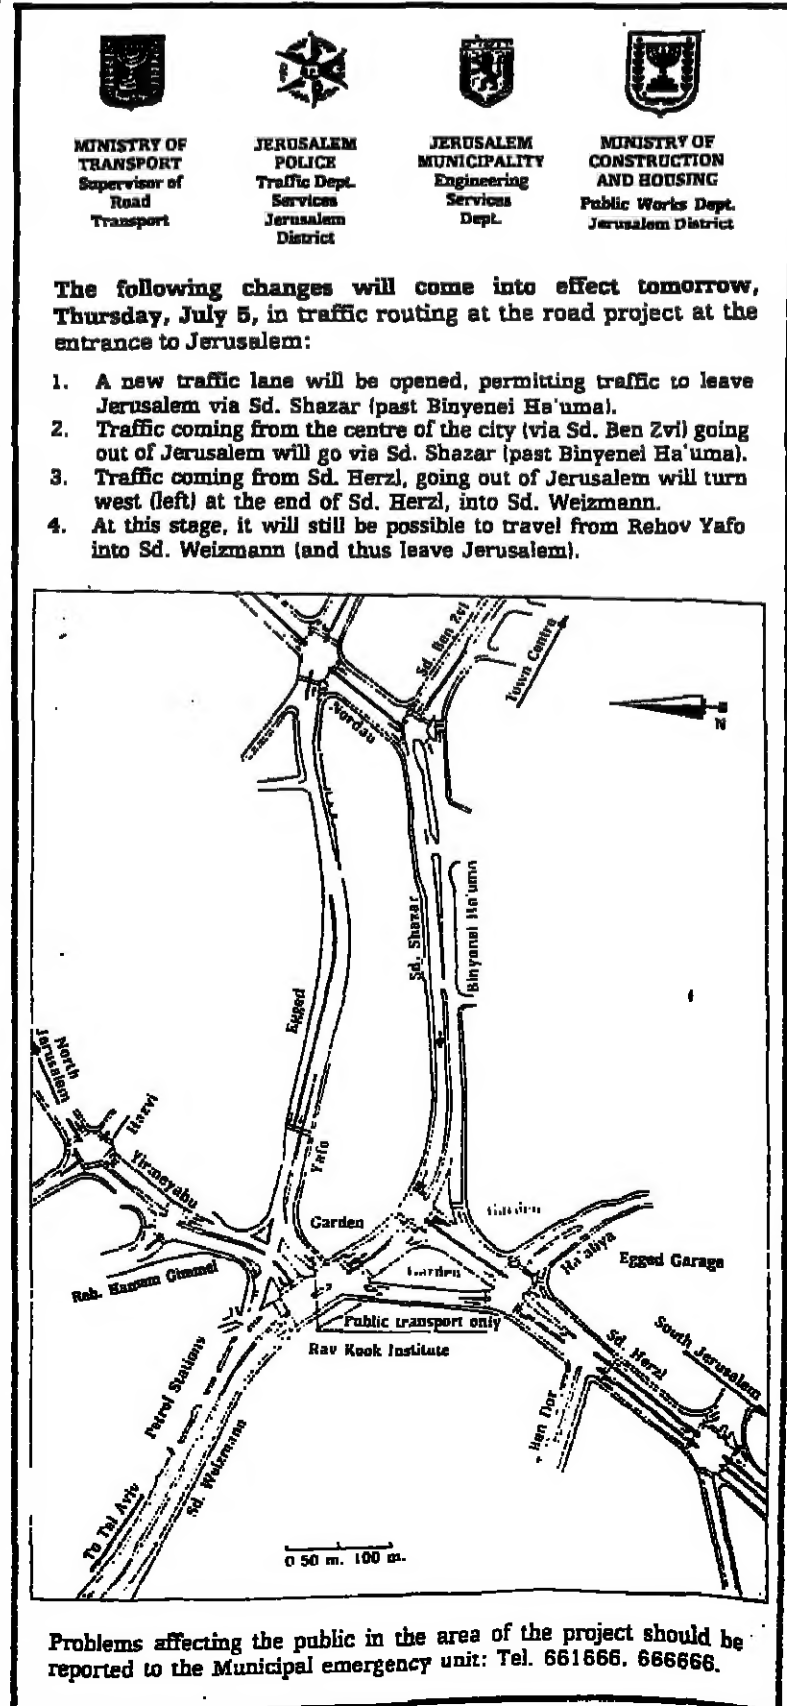 MINISTRY OF
TRANSPORT
Supervisor of
Road
Transport
JERUSALEM
POLICE
Traffic Dept.
Services
Jerusalem
District
JERUSALEM
MUNICIPALITY
Engineering
Services
Dept.
MINISTRY OF
CONSTRUCTION
AND HOUSING
Public Works Dept.
Jerusalem District
The following changes will come into effect tomorrow,
Thursday, July 5, in traffic routing at the road project at the
entrance to Jerusalem:
1. A new traffic lane will be opened, permitting traffic to leave
Jerusalem via Sd. Shazar (past Binyenei Ha'uma).
2. Traffic coming from the centre of the city (via Sd. Ben Zvi) going
out of Jerusalem will go via Sd. Shazar (past Binyenei Ha'uma).
3. Traffic coming from Sd. Herzl, going out of Jerusalem will turn
west (left) at the end of Sd. Herzl, into Sd. Weizmann.
4. At this stage, it will still be possible to travel from Rehov Yafo
into Sd. Weizmann (and thus leave Jerusalem).
Sd. Ben Zvi
Town Centre
Nordau
N
Sd. Shazar
Binyanei Ha'uma
Egged
North
Jerusalem
Hazvi
Yirmeyahu
Yafo
Garden
Garden
Ha'aliya
Egged Garage
Garden
Reh. Hamam Gimmel
Public transport only
Rav Kook Institute
Sd. Herzl
South Jerusalem
Petrol Stations
Ben Dor
Sd. Weizmann
To Tel Aviv
0 50 m. 100 m.
Problems affecting the public in the area of the project should be
reported to the Municipal emergency unit: Tel. 661666. 666666.